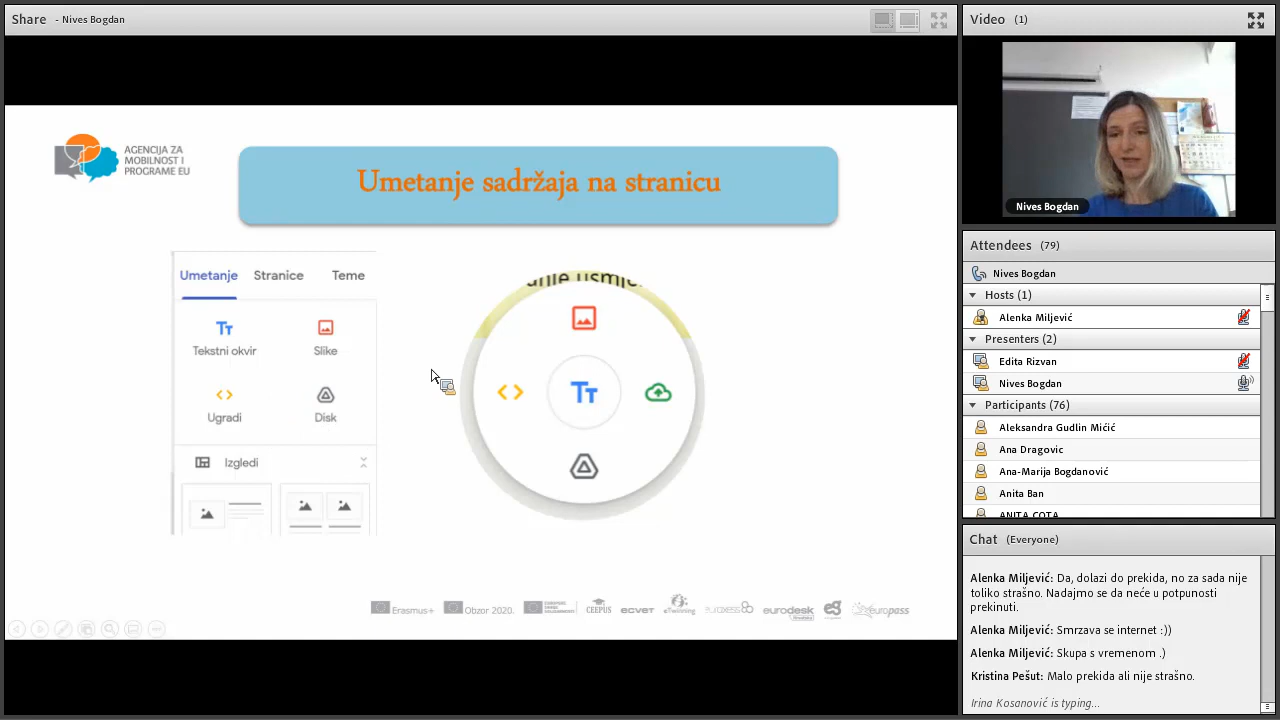 Share - Nives Bogdan
AGENCIJA ZA
MOBILNOST I
PROGRAME EU
Umetanje sadržaja na stranicu
Umetanje Stranice Teme
Tekstni okvir Slike
Ugradi Disk
Izgledi
Erasmus+ Obzor 2020. CEEPUS ECVET eTwinning euraxess eurodesk e3 europass
Video (1)
Nives Bogdan
Attendees (79)
Nives Bogdan
Hosts (1)
Alenka Miljević
Presenters (2)
Edita Rizvan
Nives Bogdan
Participants (76)
Aleksandra Gudlin Mićić
Ana Dragovic
Ana-Marija Bogdanović
Anita Ban
ANITA COTA
Chat (Everyone)
Alenka Miljević: Da, dolazi do prekida, no za sada nije
toliko strašno. Nadajmo se da neće u potpunosti
prekinuti.
Alenka Miljević: Smrzava se internet :))
Alenka Miljević: Skupa s vremenom .)
Kristina Pešut: Malo prekida ali nije strašno.
Irina Kosanović is typing...